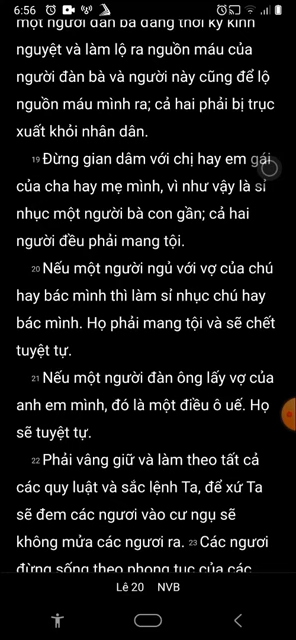 6:56
một người đàn bà đang thời kỳ kinh
nguyệt và làm lộ ra nguồn máu của
người đàn bà và người này cũng để lộ
nguồn máu mình ra; cả hai phải bị trục
xuất khỏi nhân dân.
19 Đừng gian dâm với chị hay em gái
của cha hay mẹ mình, vì như vậy là sỉ
nhục một người bà con gần; cả hai
người đều phải mang tội.
20 Nếu một người ngủ với vợ của chú
hay bác mình thì làm sỉ nhục chú hay
bác mình. Họ phải mang tội và sẽ chết
tuyệt tự.
21 Nếu một người đàn ông lấy vợ của
anh em mình, đó là một điều ô uế. Họ
sẽ tuyệt tự.
22 Phải vâng giữ và làm theo tất cả
các quy luật và sắc lệnh Ta, để xứ Ta
sẽ đem các ngươi vào cư ngụ sẽ
không mửa các ngươi ra. 23 Các ngươi
đừng sống theo phong tục của các
Lê 20 NVB